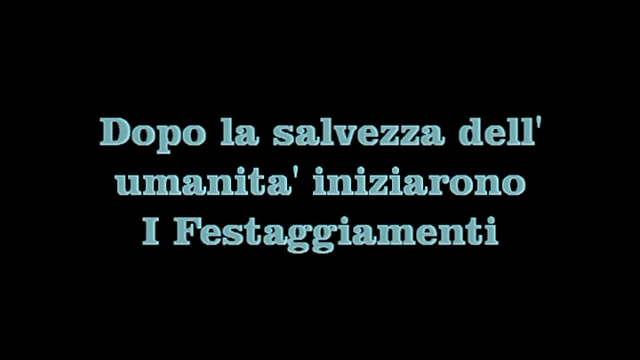 Dopo la salvezza dell'
umanita' iniziarono
I Festaggiamenti